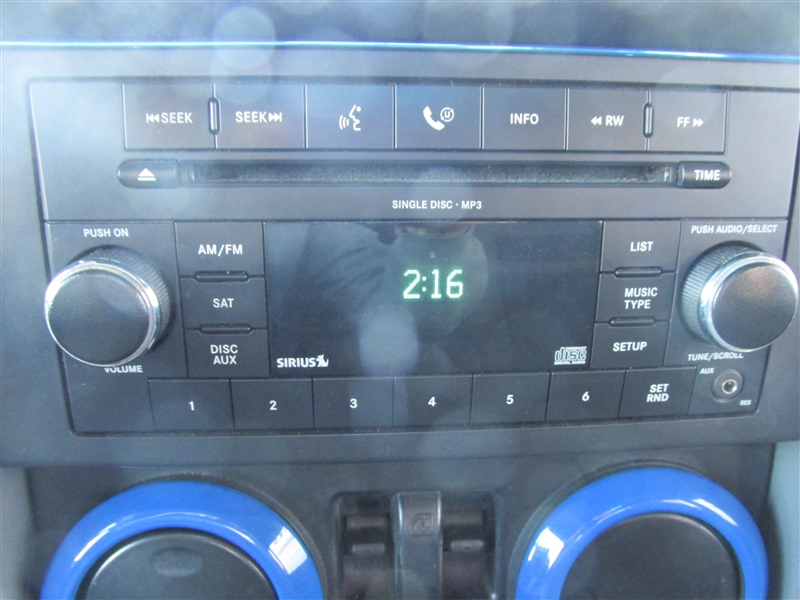 SEEK
SEEK
U
INFO
RW
FF
TIME
SINGLE DISC · MP3
PUSH ON
PUSH AUDIO/SELECT
AM/FM
LIST
2:16
SAT
MUSIC
TYPE
DISC
AUX
SIRIUS
disc
SETUP
VOLUME
TUNE/SCROLL
1
2
3
4
5
6
SET
RND
AUX